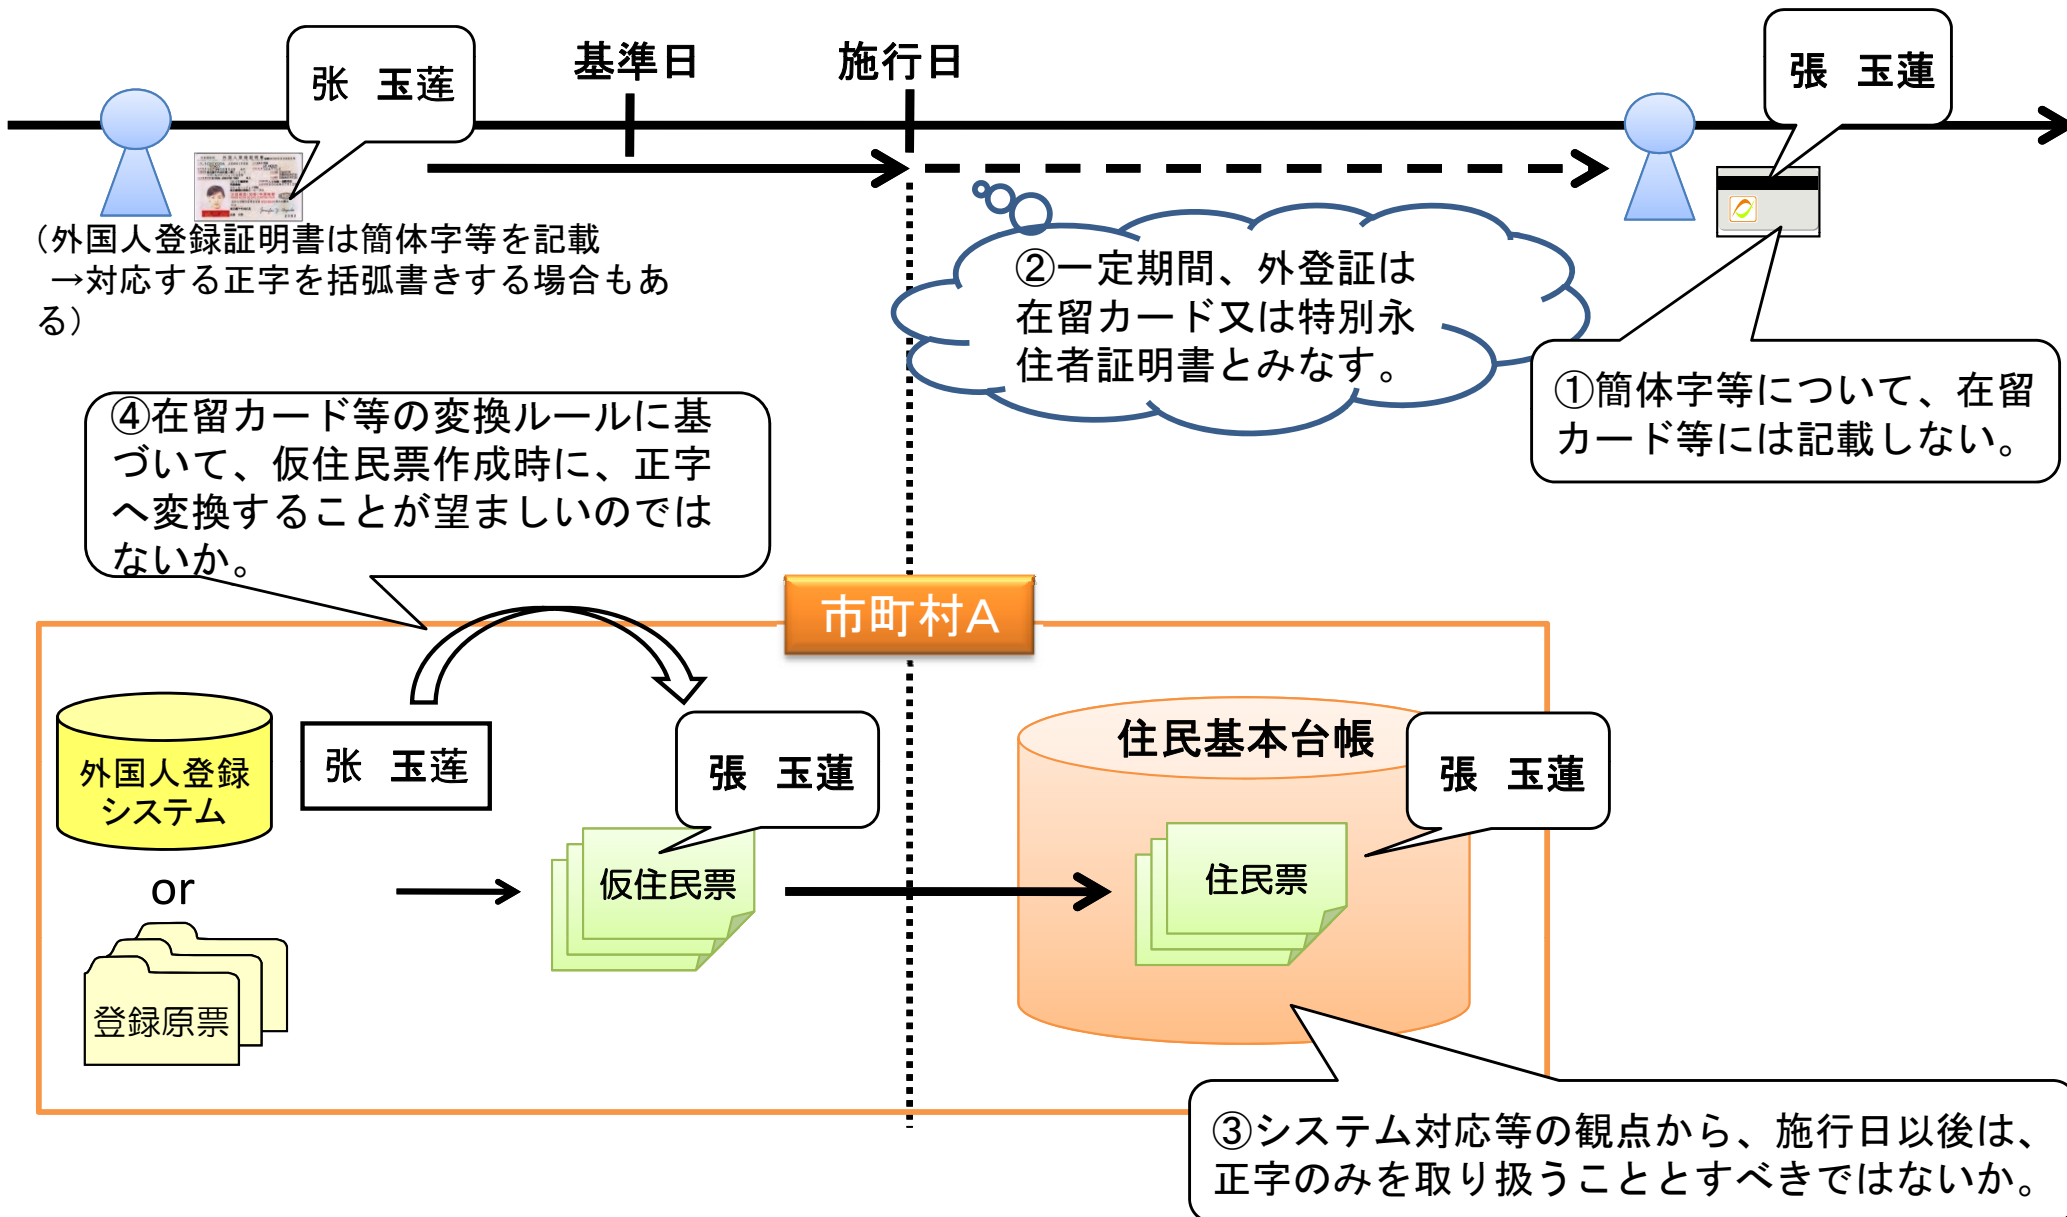 张　玉莲
基準日
施行日
張　玉蓮
（外国人登録証明書は簡体字等を記載
→対応する正字を括弧書きする場合もあ
る）
②一定期間、外登証は
在留カード又は特別永
住者証明書とみなす。
①簡体字等について、在留
カード等には記載しない。
④在留カード等の変換ルールに基
づいて、仮住民票作成時に、正字
へ変換することが望ましいのでは
ないか。
市町村A
外国人登録
システム
张　玉莲
張　玉蓮
住民基本台帳
張　玉蓮
仮住民票
住民票
or
登録原票
③システム対応等の観点から、施行日以後は、
正字のみを取り扱うこととすべきではないか。